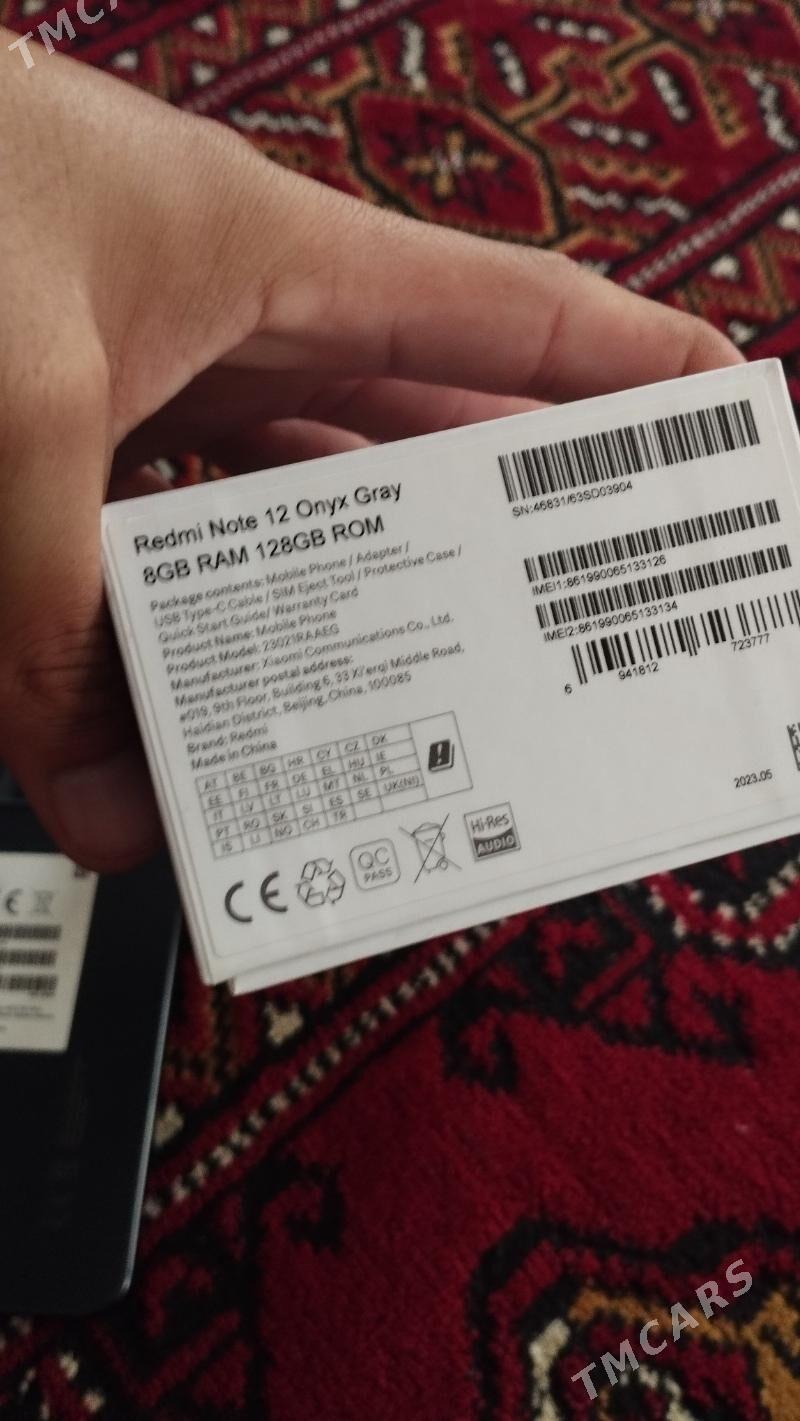 TMCARS
Redmi Note 12 Onyx Gray
8GB RAM 128GB ROM
Package contents: Mobile Phone / Adapter /
USB Type-C Cable / SIM Eject Tool / Protective Case /
Quick Start Guide/ Warranty Card
Product Name: Mobile Phone
Product Model: 23021RAAEG
Manufacturer: Xiaomi Communications Co., Ltd.
Manufacturer postal address:
#019, 9th Floor, Building 6, 33 Xi'erqi Middle Road,
Haidian District, Beijing, China, 100085
Brand: Redmi
Made in China
AT BE BG HR CY CZ DK
EE FI FR DE EL HU IE
IT LV LT LU MT NL PL
PT RO SK SI ES SE UK(NI)
IS LI NO CH TR
CE
QC
PASS
Hi-Res
AUDIO
SN:46831/63SD03904
IMEI1:861990065133126
IMEI2:861990065133134
6 941812 723777
2023.05
CE
TMCARS